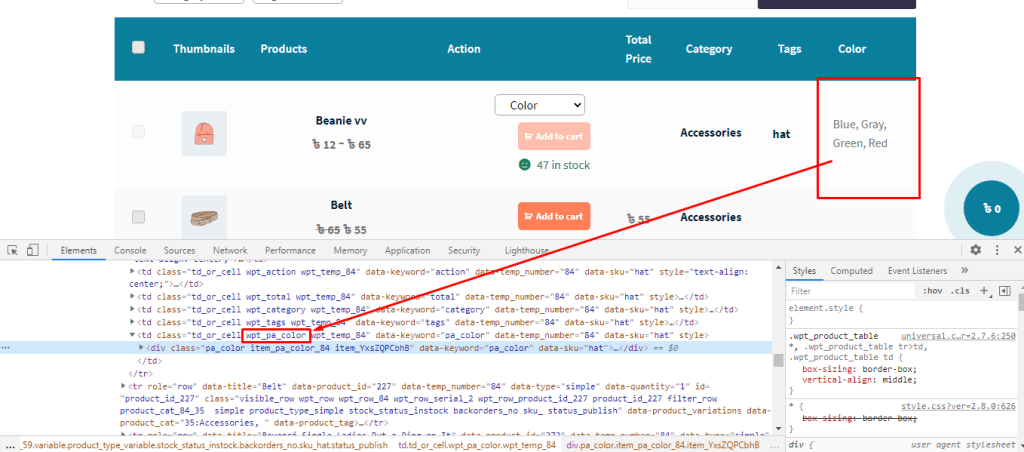 Thumbnails Products Action Total Price Category Tags Color
Color
Beanie vv
৳ 12 – ৳ 65
Add to cart
47 in stock
Accessories
hat
Blue, Gray,
Green, Red
Belt
৳ 65 ৳ 55
Add to cart
৳ 55
Accessories
৳ 0
Elements Console Sources Network Performance Memory Application Security Lighthouse
<td class="td_or_cell wpt_action wpt_temp_84" data-keyword="action" data-temp_number="84" data-sku="hat" style="text-align:
center;">…</td>
<td class="td_or_cell wpt_total wpt_temp_84" data-keyword="total" data-temp_number="84" data-sku="hat" style>…</td>
<td class="td_or_cell wpt_category wpt_temp_84" data-keyword="category" data-temp_number="84" data-sku="hat" style>…</td>
<td class="td_or_cell wpt_tags wpt_temp_84" data-keyword="tags" data-temp_number="84" data-sku="hat" style>…</td>
<td class="td_or_cell wpt_pa_color wpt_temp_84" data-keyword="pa_color" data-temp_number="84" data-sku="hat" style>
<div class="pa_color item_pa_color_84 item_YxsZQPCbhB" data-keyword="pa_color" data-sku="hat">…</div> == $0
</td>
</tr>
<tr role="row" data-title="Belt" data-product_id="227" data-temp_number="84" data-type="simple" data-quantity="1" id=
"product_id_227" class="visible_row wpt_row wpt_row_84 wpt_row_serial_2 wpt_row_product_id_227 product_id_227 filter_row
product_cat_84_35 simple product_type_simple stock_status_instock backorders_no sku_ status_publish" data-product_variations data-
product_cat="35:Accessories, " data-product_tag>…</tr>
59.variable.product_type_variable.stock_status_instock.backorders_no.sku_hat.status_publish td.td_or_cell.wpt_pa_color.wpt_temp_84 div.pa_color.item_pa_color_84.item_YxsZQPCbhB …
Styles Computed Event Listeners »
Filter :hov .cls +
element.style {
}
.wpt_product_table universal.c…r=2.7.6:250
*, .wpt_product_table tr>td,
.wpt_product_table td {
box-sizing: border-box;
vertical-align: middle;
}
* { style.css?ver=2.8.0:626
box-sizing: border-box;
div { user agent stylesheet